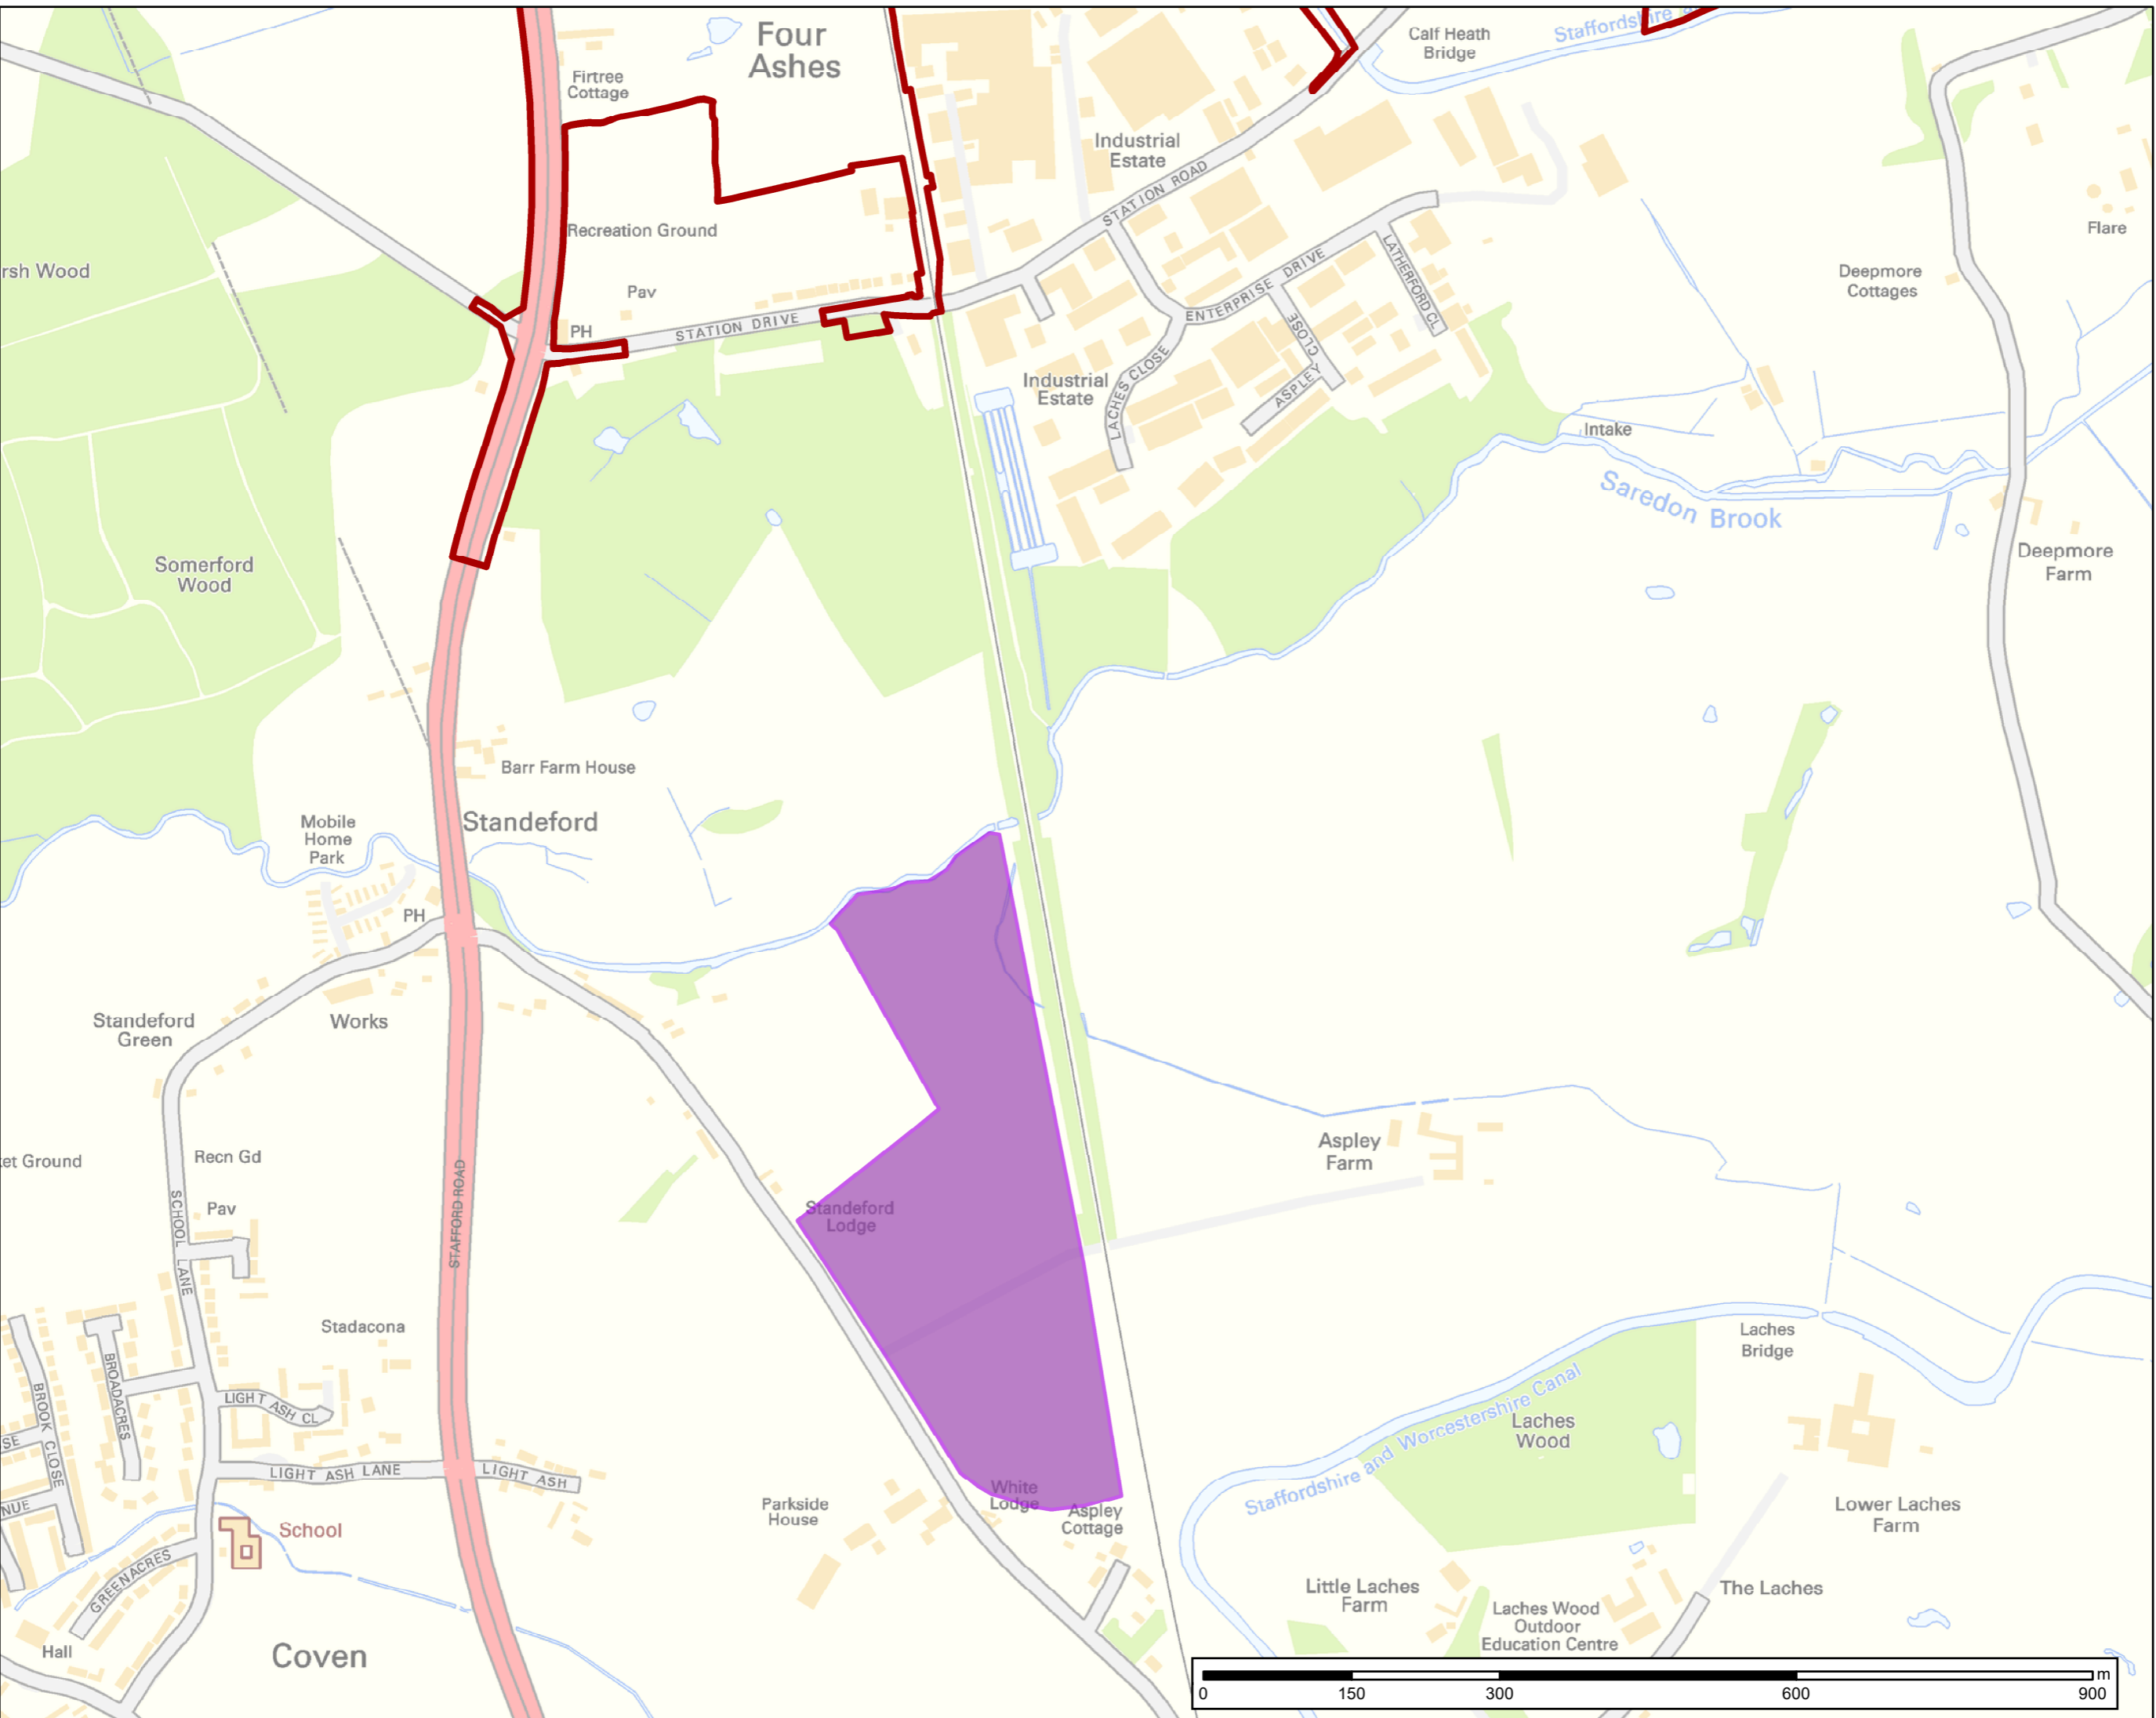 Four
Ashes
Calf Heath
Bridge
Firtree
Cottage
Industrial
Estate
STATION ROAD
Flare
Recreation Ground
rsh Wood
Deepmore
Cottages
Pav
PH
STATION DRIVE
ENTERPRISE DRIVE
LATHERFORD CL
Industrial
Estate
LACHES CLOSE
ASPLEY CLOSE
Intake
Saredon Brook
Deepmore
Farm
Somerford
Wood
Barr Farm House
Standeford
Mobile
Home
Park
PH
Standeford
Green
Works
Aspley
Farm
et Ground
Recn Gd
Pav
SCHOOL LANE
STAFFORD ROAD
Standeford
Lodge
Stadacona
Laches
Bridge
BROOK CLOSE
BROADACRES
LIGHT ASH CL
Laches
Wood
Staffordshire and Worcestershire Canal
SE
LIGHT ASH LANE
LIGHT ASH
NUE
White
Lodge
Aspley
Cottage
Parkside
House
Lower Laches
Farm
School
GREENACRES
Little Laches
Farm
The Laches
Laches Wood
Outdoor
Education Centre
Hall
Coven
m
0 150 300 600 900
Staffordshire